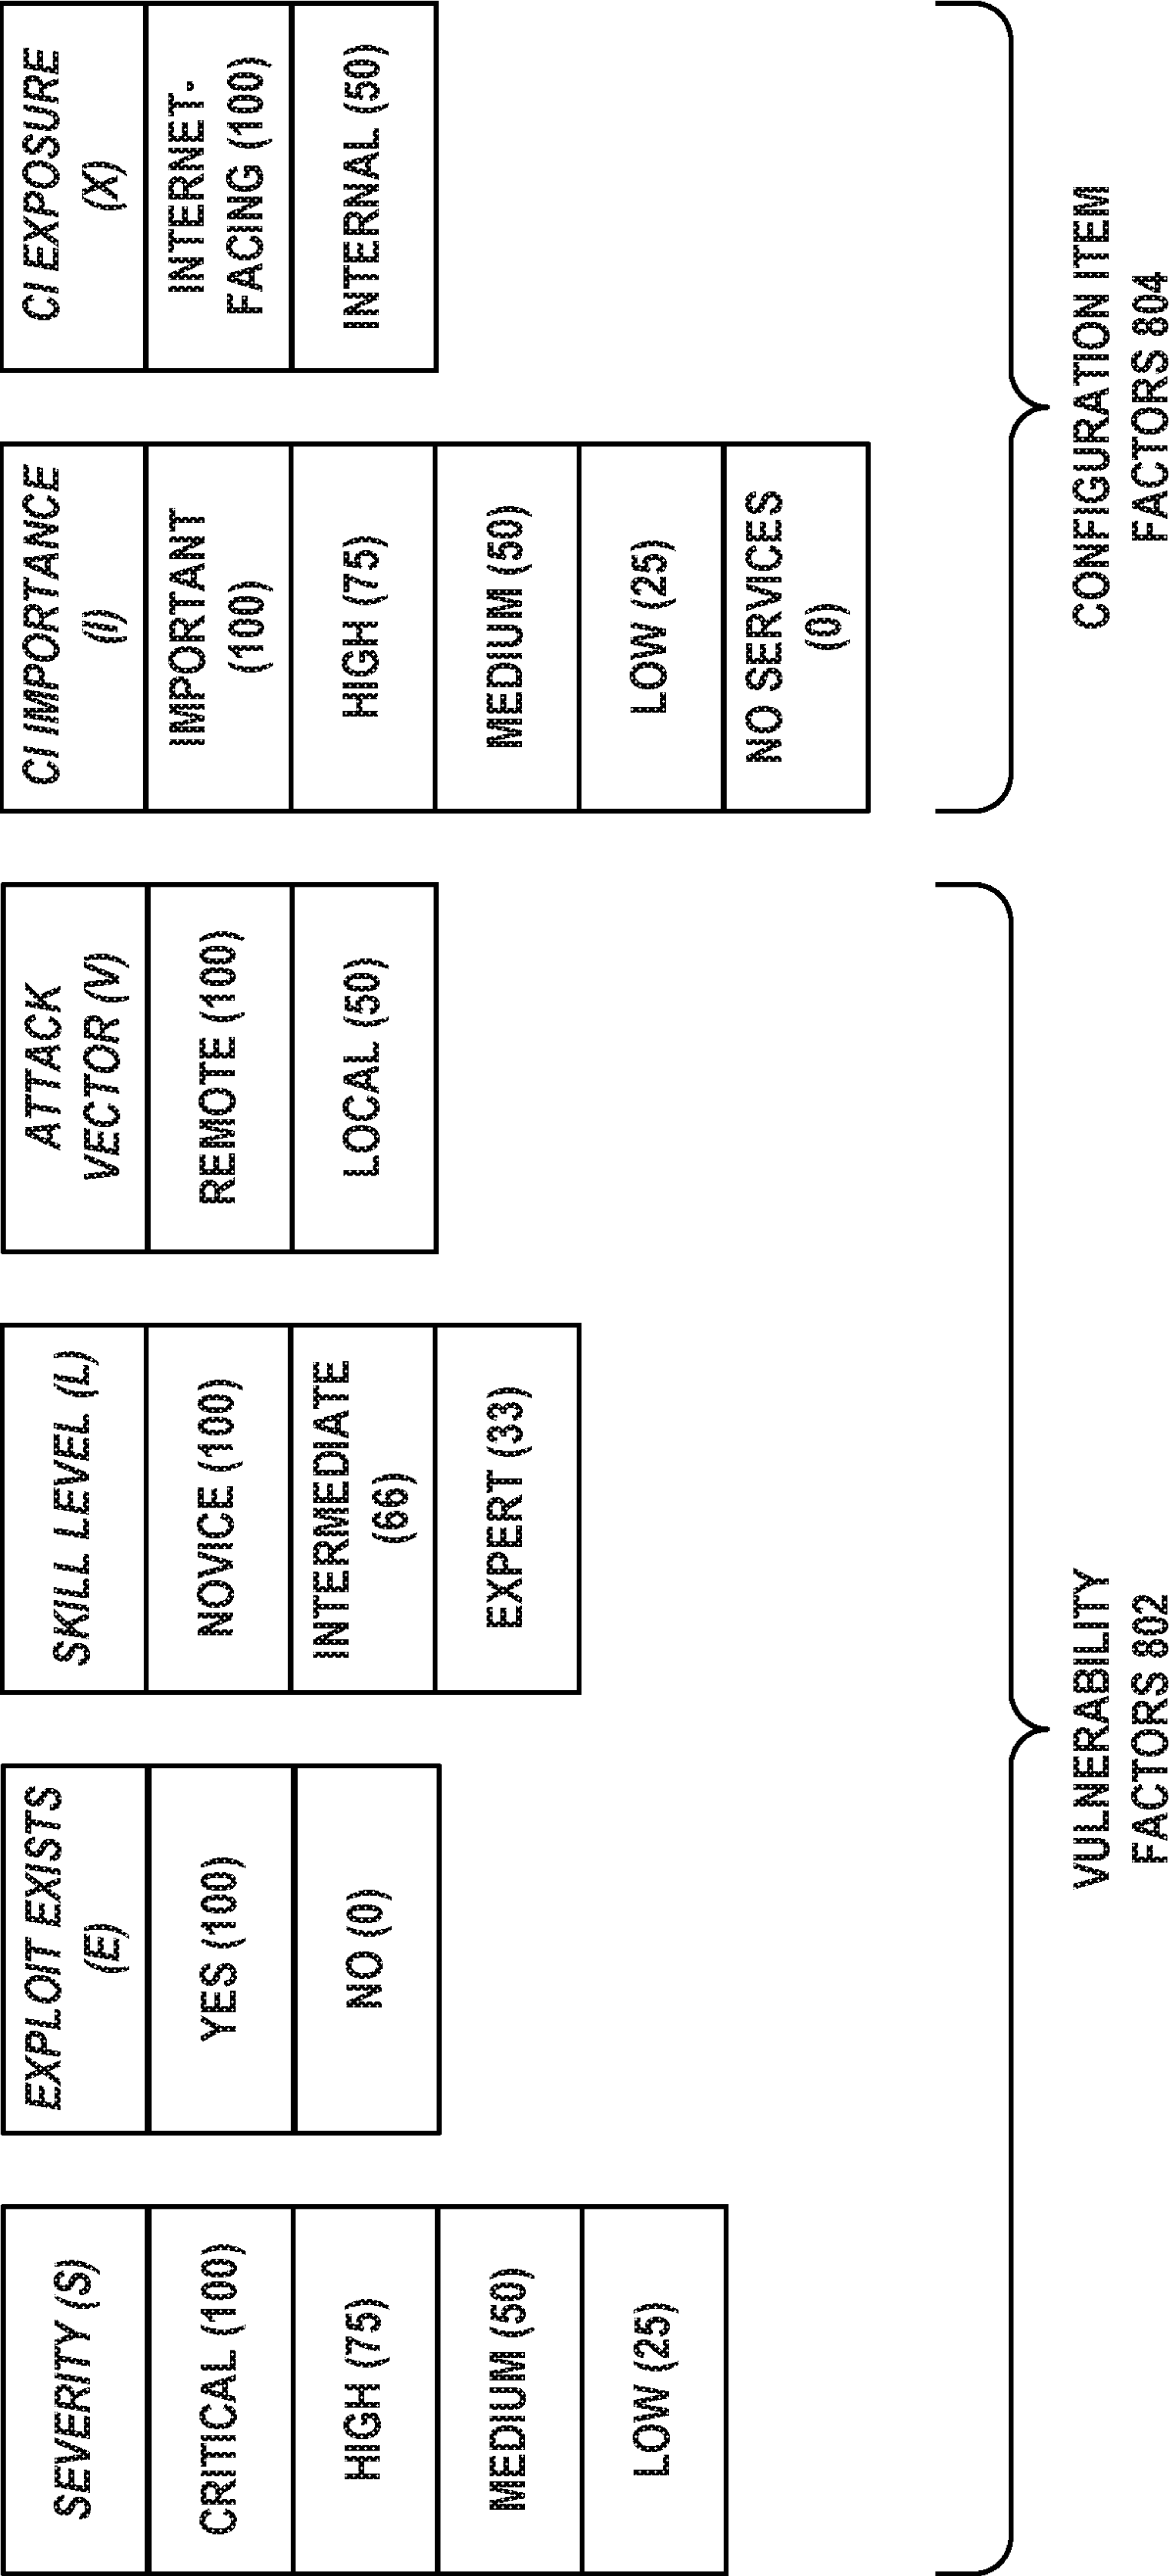 SEVERITY (S)
CRITICAL (100)
HIGH (75)
MEDIUM (50)
LOW (25)
EXPLOIT EXISTS
(E)
YES (100)
NO (0)
SKILL LEVEL (L)
NOVICE (100)
INTERMEDIATE
(66)
EXPERT (33)
ATTACK
VECTOR (V)
REMOTE (100)
LOCAL (50)
CI IMPORTANCE
(I)
IMPORTANT
(100)
HIGH (75)
MEDIUM (50)
LOW (25)
NO SERVICES
(0)
CI EXPOSURE
(X)
INTERNET-
FACING (100)
INTERNAL (50)
VULNERABILITY
FACTORS 802
CONFIGURATION ITEM
FACTORS 804